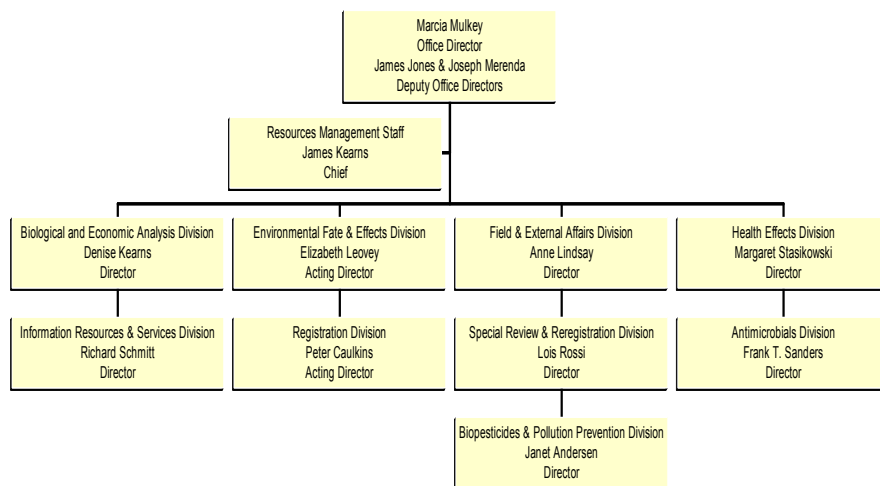 Marcia Mulkey
Office Director
James Jones & Joseph Merenda
Deputy Office Directors
Resources Management Staff
James Kearns
Chief
Biological and Economic Analysis Division
Denise Kearns
Director
Environmental Fate & Effects Division
Elizabeth Leovey
Acting Director
Field & External Affairs Division
Anne Lindsay
Director
Health Effects Division
Margaret Stasikowski
Director
Information Resources & Services Division
Richard Schmitt
Director
Registration Division
Peter Caulkins
Acting Director
Special Review & Reregistration Division
Lois Rossi
Director
Antimicrobials Division
Frank T. Sanders
Director
Biopesticides & Pollution Prevention Division
Janet Andersen
Director